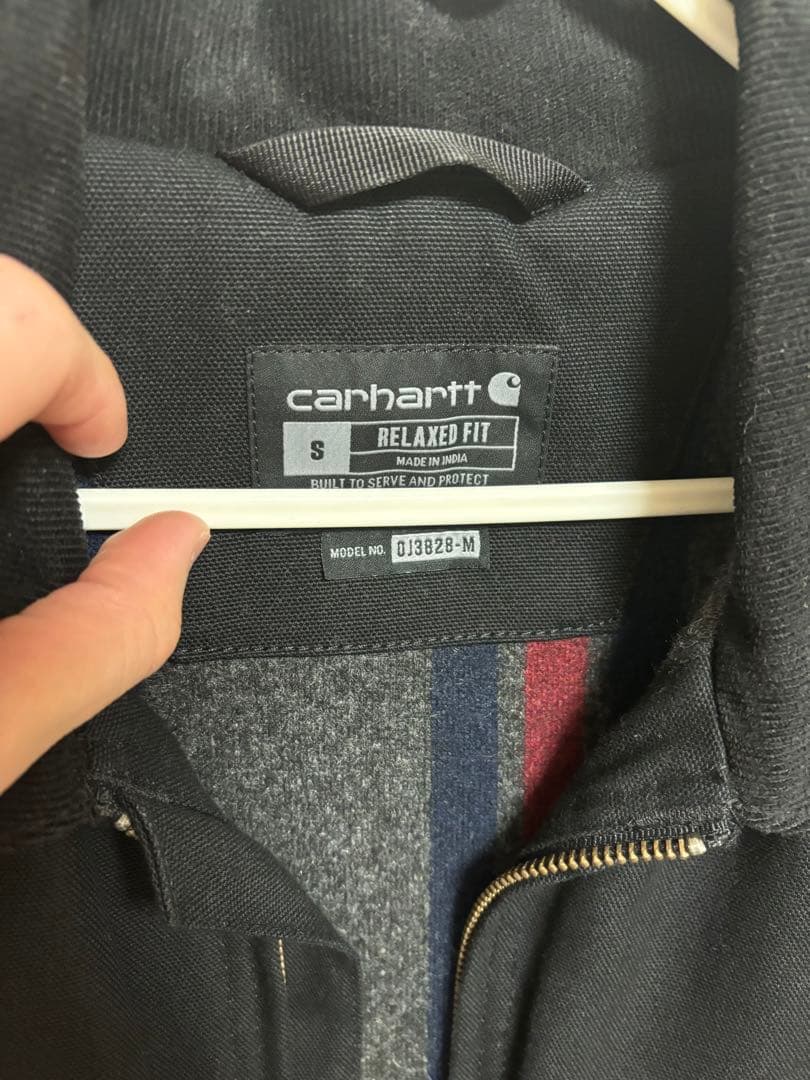 carhartt
S
RELAXED FIT
MADE IN INDIA
BUILT TO SERVE AND PROTECT
MODEL NO. OJ3828-M